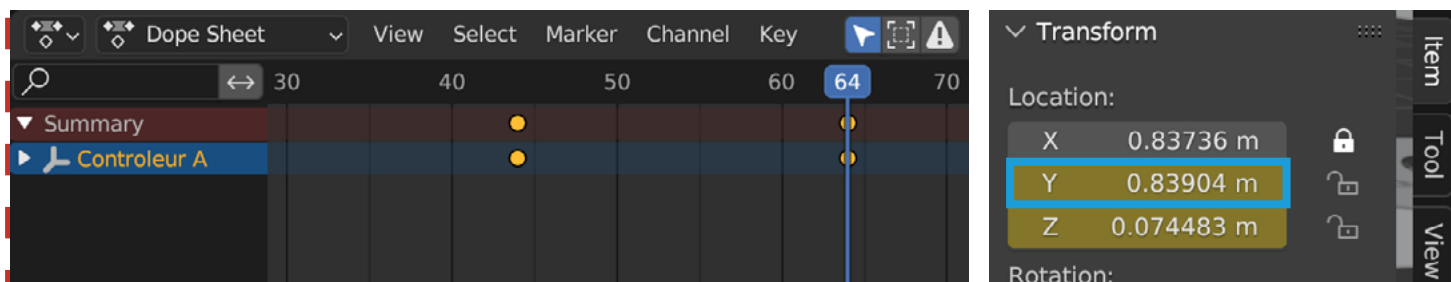 Dope Sheet View Select Marker Channel Key
30 40 50 60 64 70
Summary
Controleur A
Transform
Location:
X 0.83736 m
Y 0.83904 m
Z 0.074483 m
Rotation:
Item
Tool
View